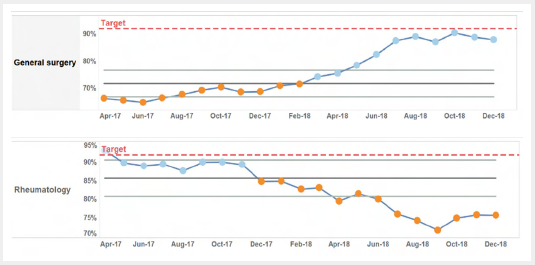 Target
90%
General surgery
80%
70%
Apr-17 Jun-17 Aug-17 Oct-17 Dec-17 Feb-18 Apr-18 Jun-18 Aug-18 Oct-18 Dec-18
95%
Target
90%
85%
Rheumatology
80%
75%
70%
Apr-17 Jun-17 Aug-17 Oct-17 Dec-17 Feb-18 Apr-18 Jun-18 Aug-18 Oct-18 Dec-18